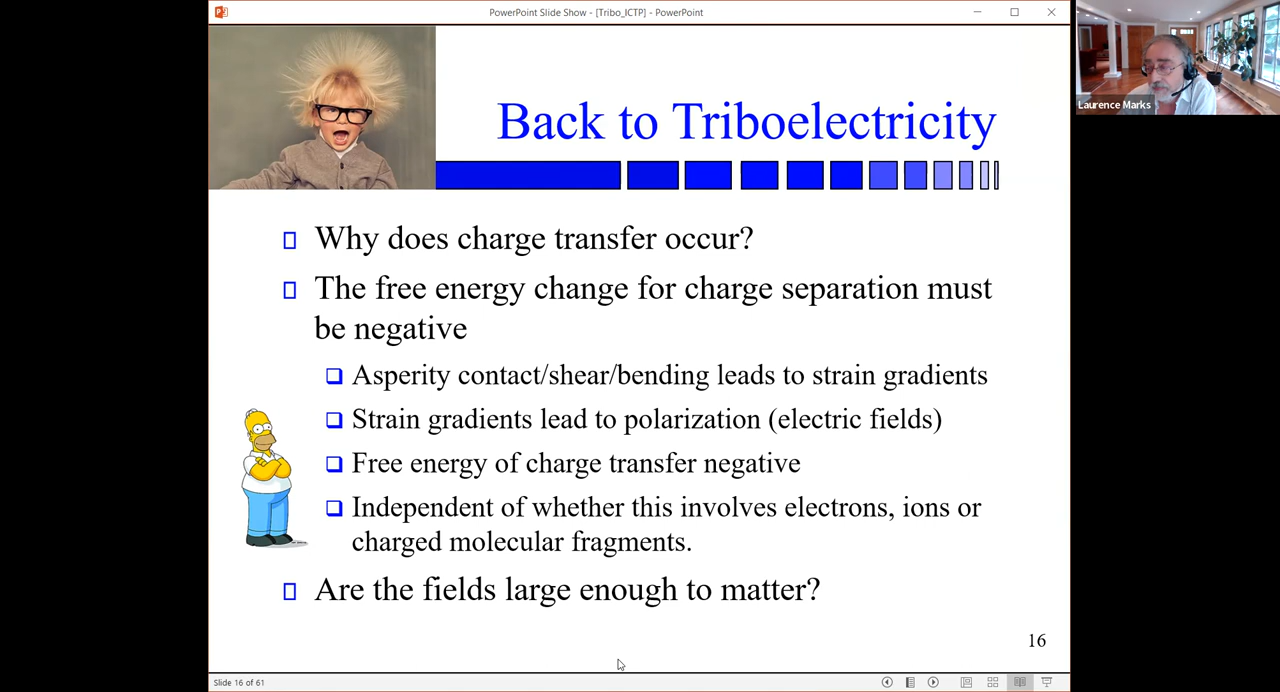 PowerPoint Slide Show - [Tribo_ICTP] - PowerPoint
Laurence Marks
Back to Triboelectricity
Why does charge transfer occur?
The free energy change for charge separation must
be negative
Asperity contact/shear/bending leads to strain gradients
Strain gradients lead to polarization (electric fields)
Free energy of charge transfer negative
Independent of whether this involves electrons, ions or
charged molecular fragments.
Are the fields large enough to matter?
16
Slide 16 of 61